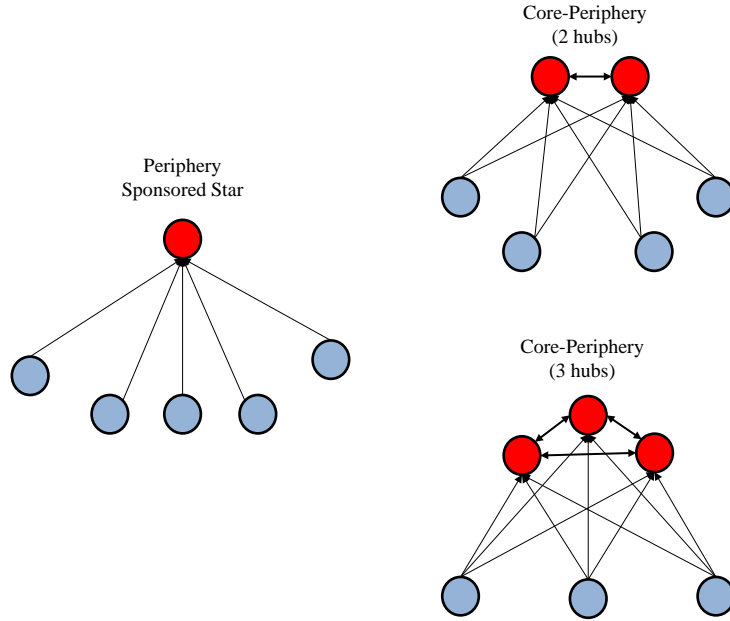 Periphery
Sponsored Star
Core-Periphery
(2 hubs)
Core-Periphery
(3 hubs)